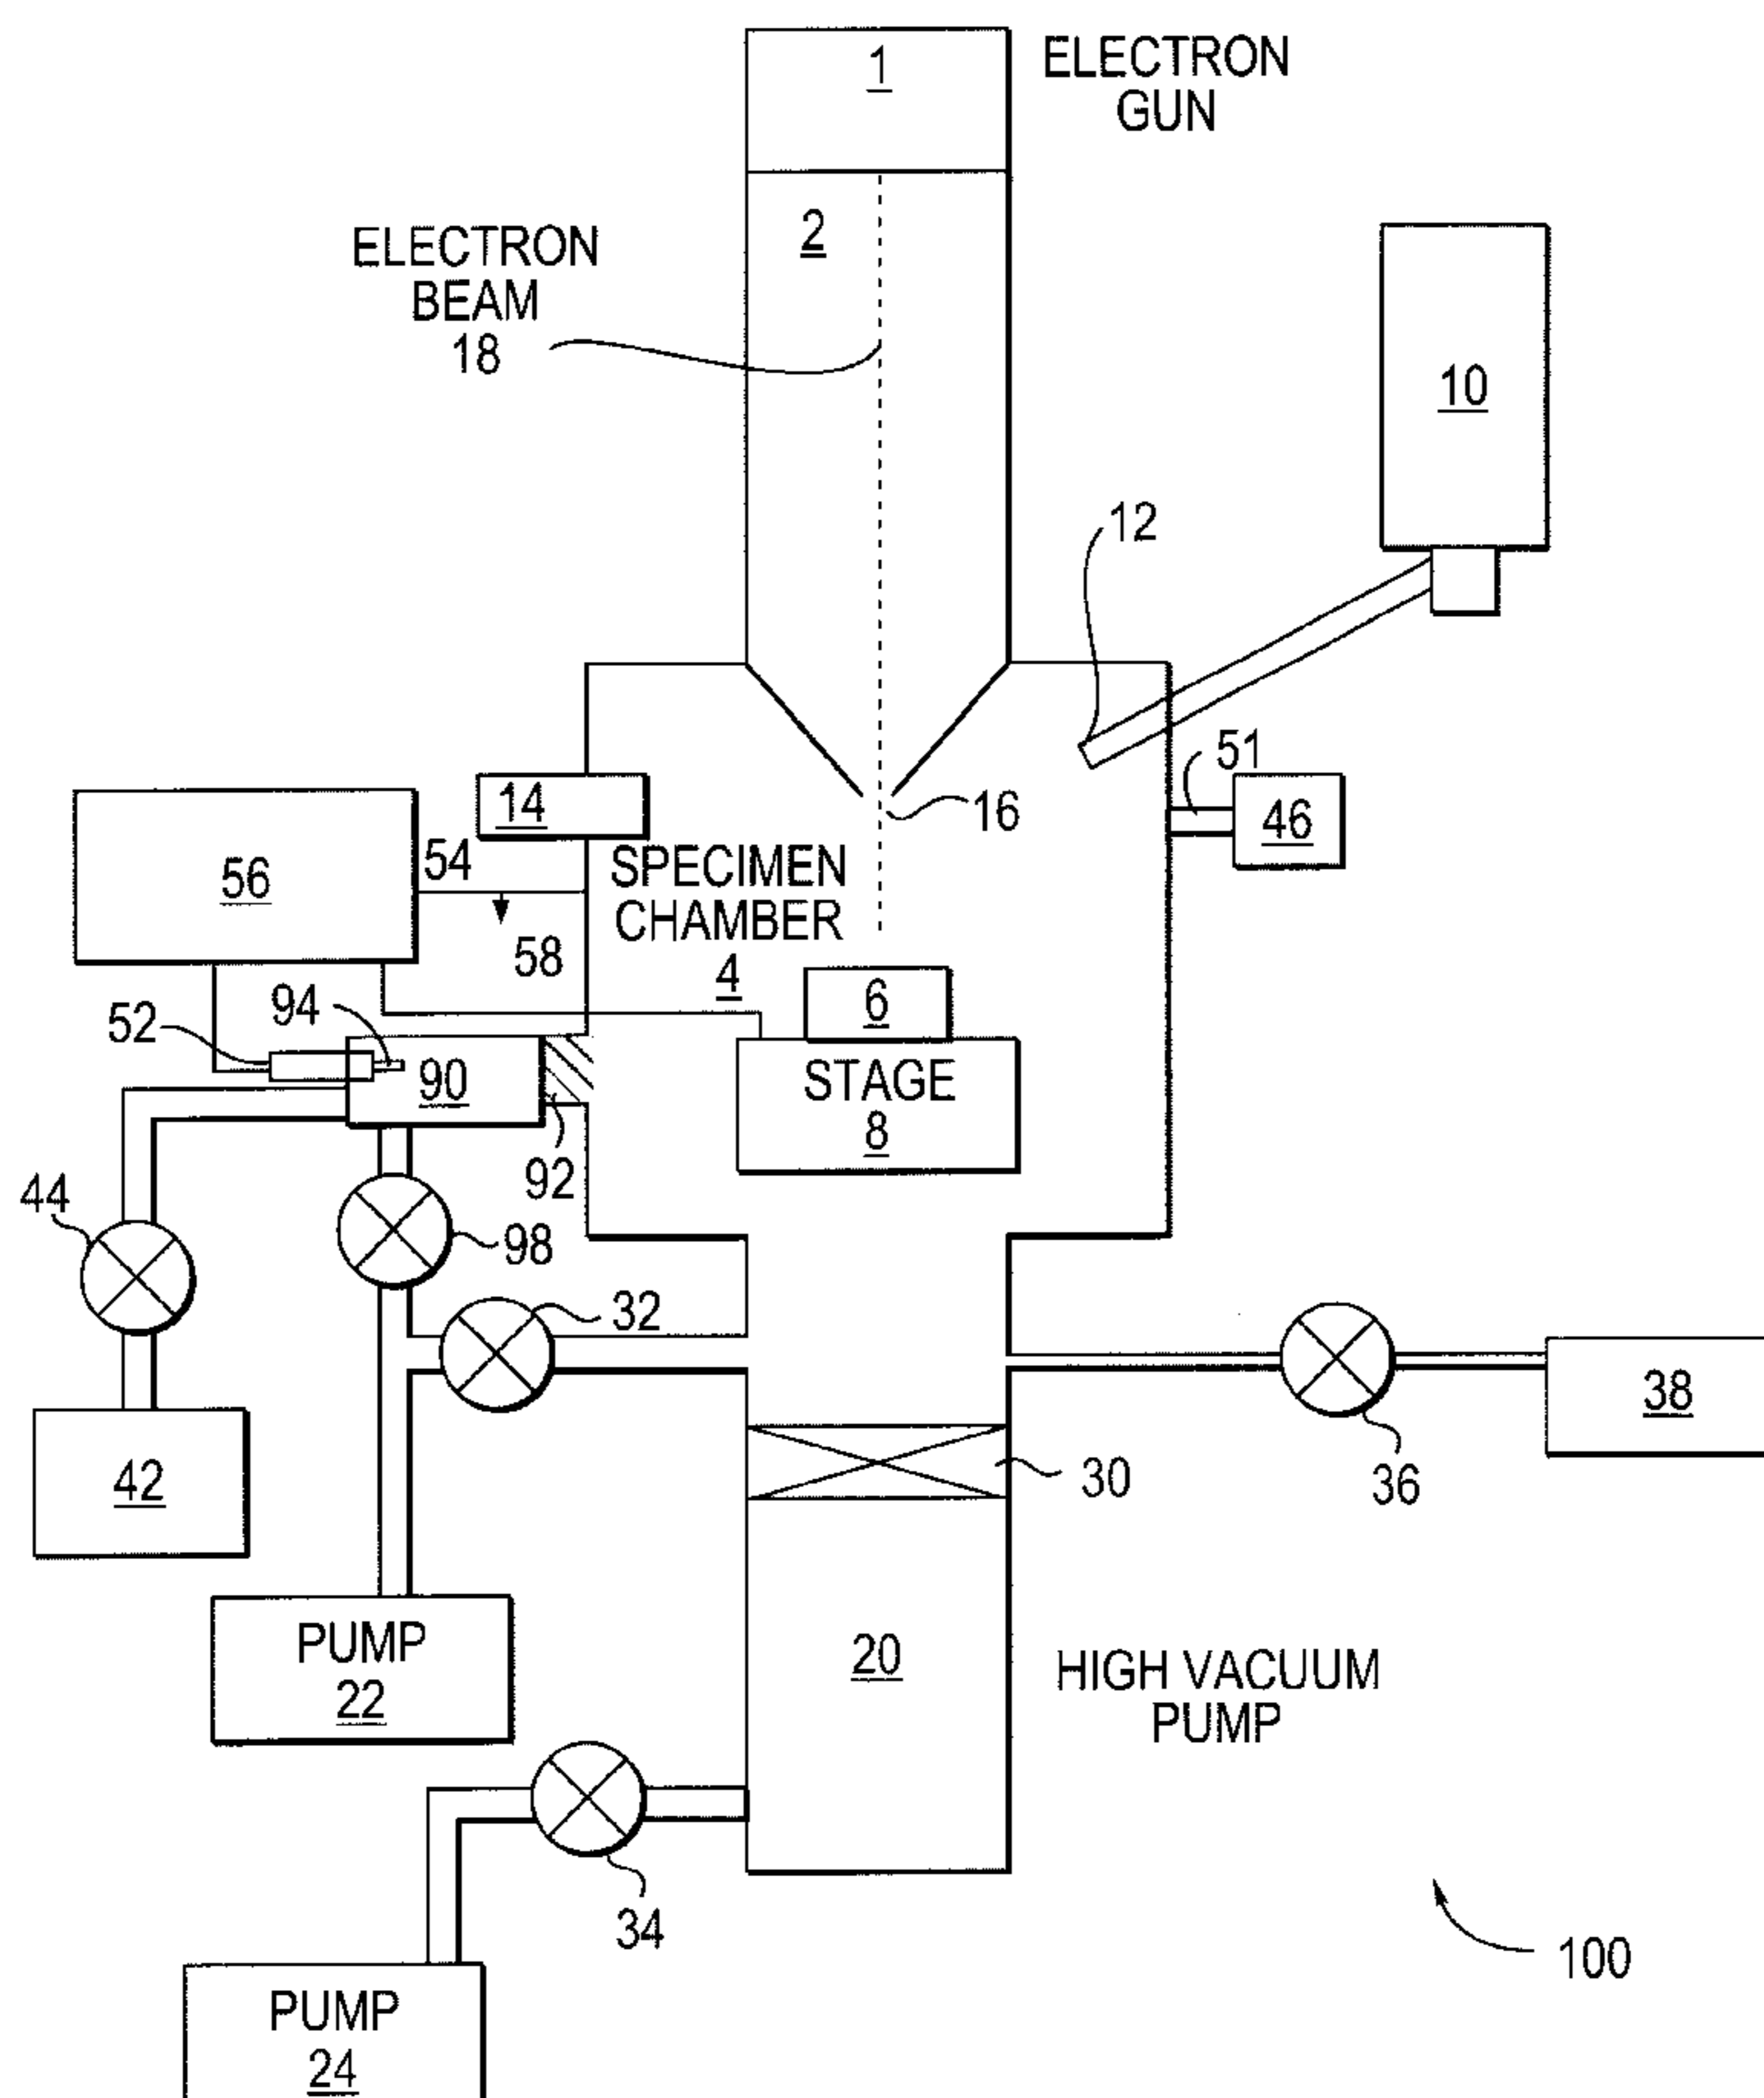 1
ELECTRON
GUN
2
ELECTRON
BEAM
18
10
12
51
14
16
46
54
56
SPECIMEN
CHAMBER
4
58
94
6
52
90
STAGE
8
92
44
98
32
38
30
36
42
PUMP
22
20
HIGH VACUUM
PUMP
34
100
PUMP
24